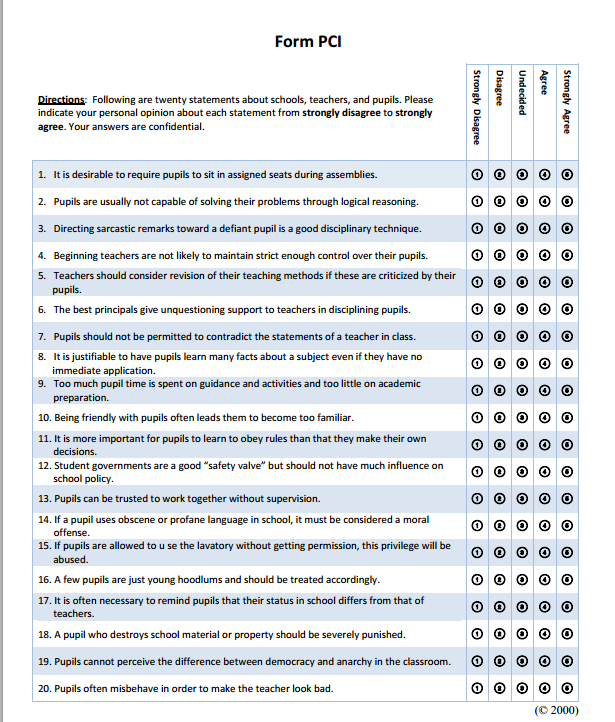 Form PCI
Directions: Following are twenty statements about schools, teachers, and pupils. Please
indicate your personal opinion about each statement from strongly disagree to strongly
agree. Your answers are confidential.
Strongly Disagree
Disagree
Undecided
Agree
Strongly Agree
1. It is desirable to require pupils to sit in assigned seats during assemblies. ① ② ③ ④ ⑤
2. Pupils are usually not capable of solving their problems through logical reasoning. ① ② ③ ④ ⑤
3. Directing sarcastic remarks toward a defiant pupil is a good disciplinary technique. ① ② ③ ④ ⑤
4. Beginning teachers are not likely to maintain strict enough control over their pupils. ① ② ③ ④ ⑤
5. Teachers should consider revision of their teaching methods if these are criticized by their
pupils. ① ② ③ ④ ⑤
6. The best principals give unquestioning support to teachers in disciplining pupils. ① ② ③ ④ ⑤
7. Pupils should not be permitted to contradict the statements of a teacher in class. ① ② ③ ④ ⑤
8. It is justifiable to have pupils learn many facts about a subject even if they have no
immediate application. ① ② ③ ④ ⑤
9. Too much pupil time is spent on guidance and activities and too little on academic
preparation. ① ② ③ ④ ⑤
10. Being friendly with pupils often leads them to become too familiar. ① ② ③ ④ ⑤
11. It is more important for pupils to learn to obey rules than that they make their own
decisions. ① ② ③ ④ ⑤
12. Student governments are a good “safety valve” but should not have much influence on
school policy. ① ② ③ ④ ⑤
13. Pupils can be trusted to work together without supervision. ① ② ③ ④ ⑤
14. If a pupil uses obscene or profane language in school, it must be considered a moral
offense. ① ② ③ ④ ⑤
15. If pupils are allowed to u se the lavatory without getting permission, this privilege will be
abused. ① ② ③ ④ ⑤
16. A few pupils are just young hoodlums and should be treated accordingly. ① ② ③ ④ ⑤
17. It is often necessary to remind pupils that their status in school differs from that of
teachers. ① ② ③ ④ ⑤
18. A pupil who destroys school material or property should be severely punished. ① ② ③ ④ ⑤
19. Pupils cannot perceive the difference between democracy and anarchy in the classroom. ① ② ③ ④ ⑤
20. Pupils often misbehave in order to make the teacher look bad. ① ② ③ ④ ⑤
(© 2000)